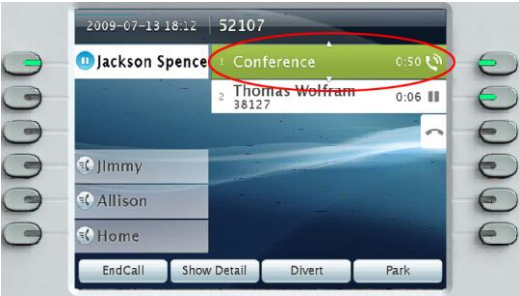 2009-07-13 18:12 52107
Jackson Spence 1 Conference 0:50
2 Thomas Wolfram 0:06
38127
JImmy
Allison
Home
EndCall Show Detail Divert Park